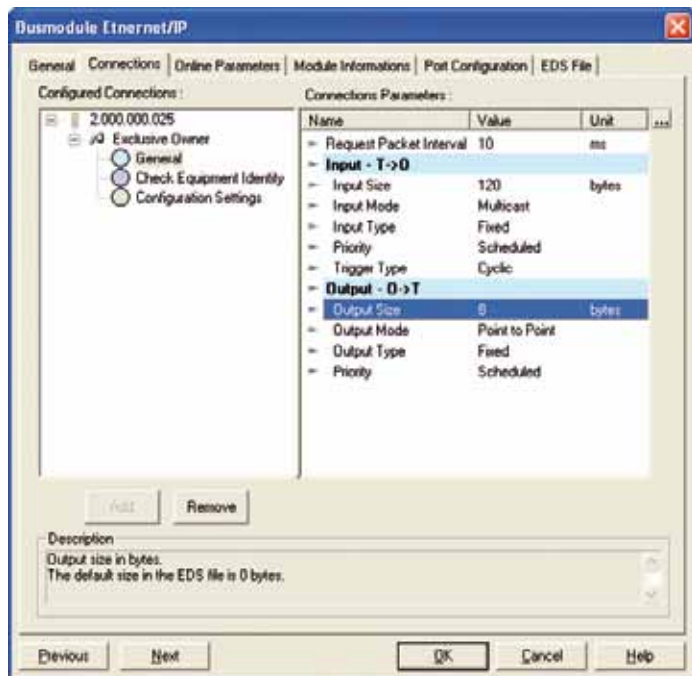 Busmodule Etnernet/IP
General Connections Online Parameters Module Informations Port Configuration EDS File
Configured Connections :
2.000.000.025
Exclusive Owner
General
Check Equipment Identity
Configuration Settings
Add Remove
Connections Parameters :
Name Value Unit ...
Request Packet Interval 10 ms
Input - T->O
Input Size 120 bytes
Input Mode Multicast
Input Type Fixed
Priority Scheduled
Trigger Type Cyclic
Output - O->T
Output Size bytes
Output Mode Point to Point
Output Type Fixed
Priority Scheduled
Description
Output size in bytes.
The default size in the EDS file is 0 bytes.
Previous Next OK Cancel Help